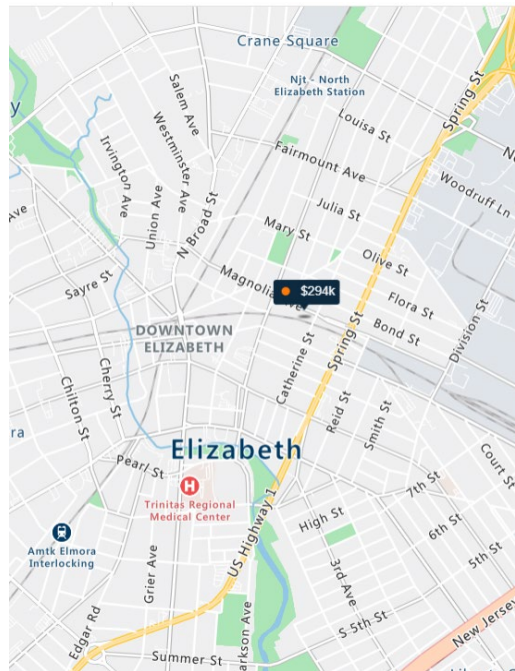 Crane Square
Njt - North
Elizabeth Station
Spring St
Salem Ave
Louisa St
Westminster Ave
Irvington Ave
Fairmount Ave
Woodruff Ln
Union Ave
N Broad St
Julia St
Mary St
Olive St
Sayre St
Magnolia Ave
$294k
Flora St
Bond St
Division St
DOWNTOWN
ELIZABETH
Catherine St
Spring St
Cherry St
Chilton St
Reid St
Smith St
Elizabeth
Court St
Pearl St
Trinitas Regional
Medical Center
H
7th St
High St
6th St
US Highway 1
5th St
Amtk Elmora
Interlocking
Grier Ave
3rd Ave
S 5th St
New Jersey
Edgar Rd
arkson Ave
Summer St